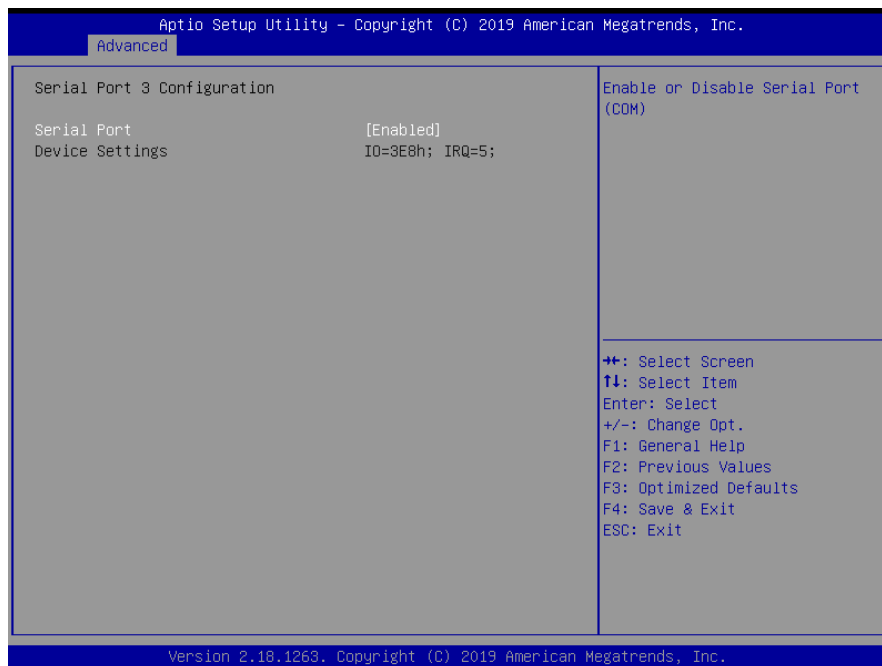 Aptio Setup Utility – Copyright (C) 2019 American Megatrends, Inc.
Advanced
Serial Port 3 Configuration
Serial Port [Enabled]
Device Settings IO=3E8h; IRQ=5;
Enable or Disable Serial Port
(COM)
→←: Select Screen
↑↓: Select Item
Enter: Select
+/-: Change Opt.
F1: General Help
F2: Previous Values
F3: Optimized Defaults
F4: Save & Exit
ESC: Exit
Version 2.18.1263. Copyright (C) 2019 American Megatrends, Inc.